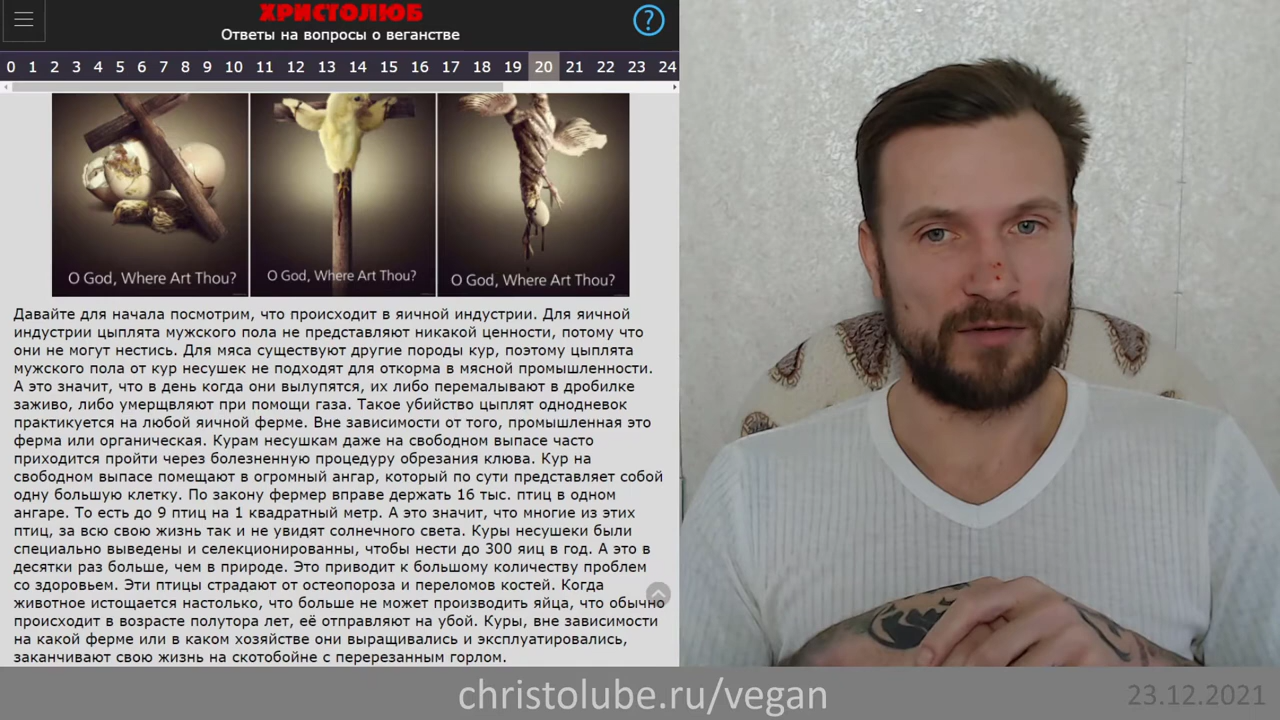 ХРИСТОЛЮБ
Ответы на вопросы о веганстве
?
0 1 2 3 4 5 6 7 8 9 10 11 12 13 14 15 16 17 18 19 20 21 22 23 24
O God, Where Art Thou?
O God, Where Art Thou?
O God, Where Art Thou?
Давайте для начала посмотрим, что происходит в яичной индустрии. Для яичной
индустрии цыплята мужского пола не представляют никакой ценности, потому что
они не могут нестись. Для мяса существуют другие породы кур, поэтому цыплята
мужского пола от кур несушек не подходят для откорма в мясной промышленности.
А это значит, что в день когда они вылупятся, их либо перемалывают в дробилке
заживо, либо умерщвляют при помощи газа. Такое убийство цыплят однодневок
практикуется на любой яичной ферме. Вне зависимости от того, промышленная это
ферма или органическая. Курам несушкам даже на свободном выпасе часто
приходится пройти через болезненную процедуру обрезания клюва. Кур на
свободном выпасе помещают в огромный ангар, который по сути представляет собой
одну большую клетку. По закону фермер вправе держать 16 тыс. птиц в одном
ангаре. То есть до 9 птиц на 1 квадратный метр. А это значит, что многие из этих
птиц, за всю свою жизнь так и не увидят солнечного света. Куры несушеки были
специально выведены и селекционированны, чтобы нести до 300 яиц в год. А это в
десятки раз больше, чем в природе. Это приводит к большому количеству проблем
со здоровьем. Эти птицы страдают от остеопороза и переломов костей. Когда
животное истощается настолько, что больше не может производить яйца, что обычно
происходит в возрасте полутора лет, её отправляют на убой. Куры, вне зависимости
на какой ферме или в каком хозяйстве они выращивались и эксплуатировались,
заканчивают свою жизнь на скотобойне с перерезанным горлом.
christolube.ru/vegan
23.12.2021